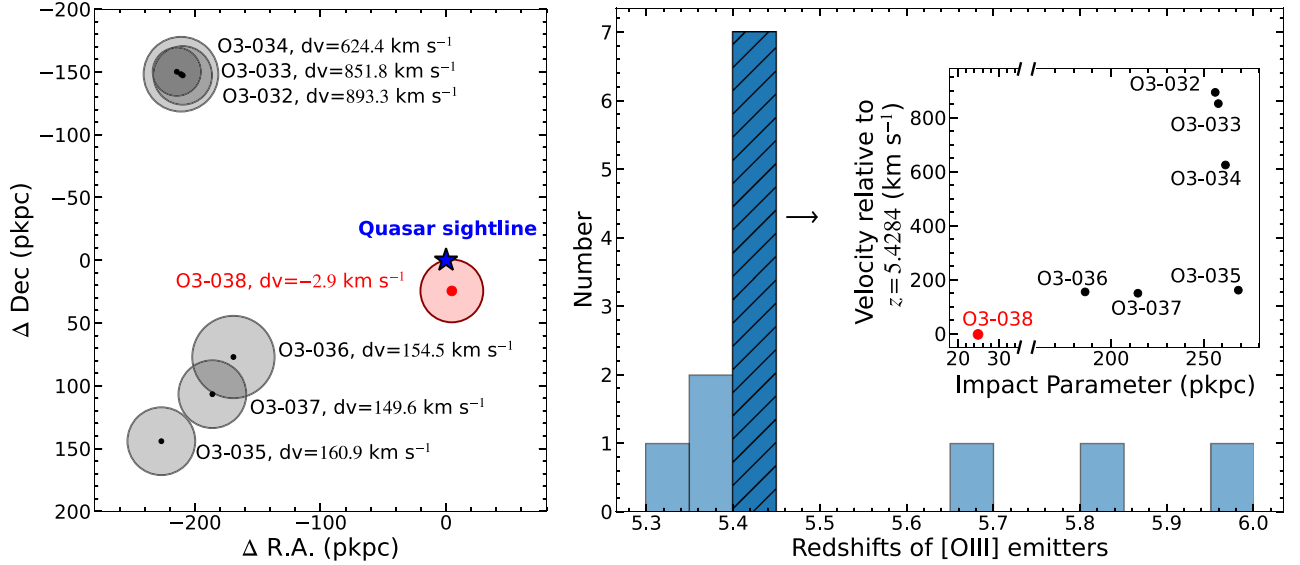 −200
−150
−100
−50
0
50
100
150
200
Δ Dec (pkpc)
−200
−100
0
Δ R.A. (pkpc)
O3-034, dv=624.4 km s⁻¹
O3-033, dv=851.8 km s⁻¹
O3-032, dv=893.3 km s⁻¹
Quasar sightline
O3-038, dv=−2.9 km s⁻¹
O3-036, dv=154.5 km s⁻¹
O3-037, dv=149.6 km s⁻¹
O3-035, dv=160.9 km s⁻¹
7
6
5
4
3
2
1
0
Number
5.3
5.4
5.5
5.6
5.7
5.8
5.9
6.0
Redshifts of [OIII] emitters
800
600
400
200
0
Velocity relative to
z = 5.4284 (km s⁻¹)
O3-032
O3-033
O3-034
O3-036
O3-035
O3-037
O3-038
20
30
200
250
Impact Parameter (pkpc)